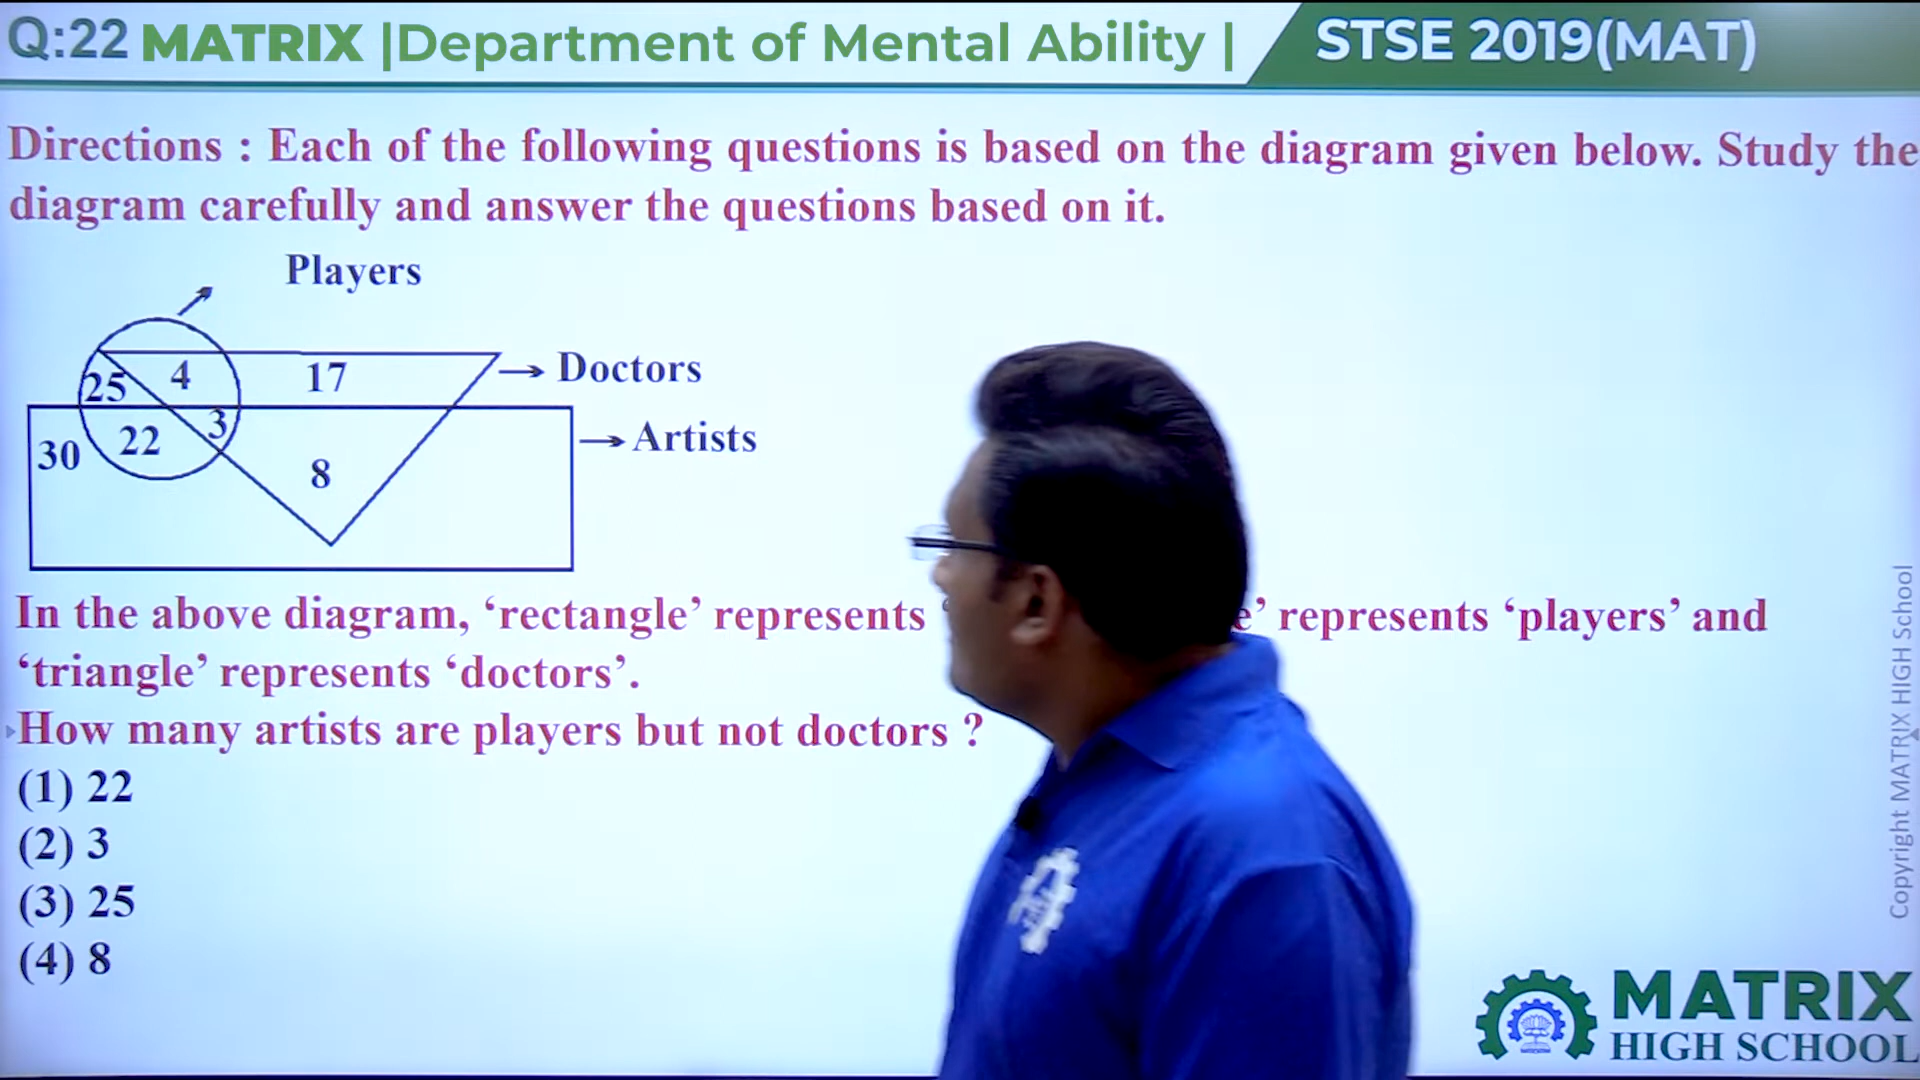 Q:22 MATRIX |Department of Mental Ability | STSE 2019(MAT)
Directions : Each of the following questions is based on the diagram given below. Study the
diagram carefully and answer the questions based on it.
Players
4
17
Doctors
25
3
22
Artists
30
8
In the above diagram, ‘rectangle’ represents represents ‘players’ and
‘triangle’ represents ‘doctors’.
How many artists are players but not doctors ?
(1) 22
(2) 3
(3) 25
(4) 8
Copyright MATRIX HIGH School
MATRIX
HIGH SCHOOL